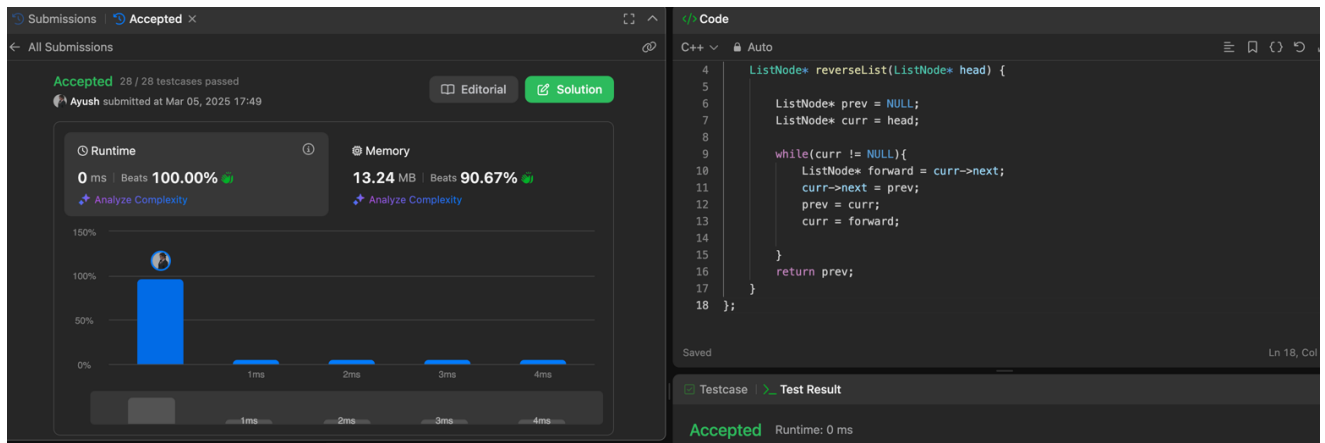 Submissions Accepted ×
All Submissions
Accepted 28 / 28 testcases passed
Ayush submitted at Mar 05, 2025 17:49
Editorial
Solution
Runtime
0 ms Beats 100.00%
Analyze Complexity
Memory
13.24 MB Beats 90.67%
Analyze Complexity
150%
100%
50%
0%
1ms 2ms 3ms 4ms
1ms 2ms 3ms 4ms
</> Code
C++ Auto
4 ListNode* reverseList(ListNode* head) {
5
6 ListNode* prev = NULL;
7 ListNode* curr = head;
8
9 while(curr != NULL){
10 ListNode* forward = curr->next;
11 curr->next = prev;
12 prev = curr;
13 curr = forward;
14
15 }
16 return prev;
17 }
18 };
Saved
Ln 18, Col
Testcase >_ Test Result
Accepted Runtime: 0 ms